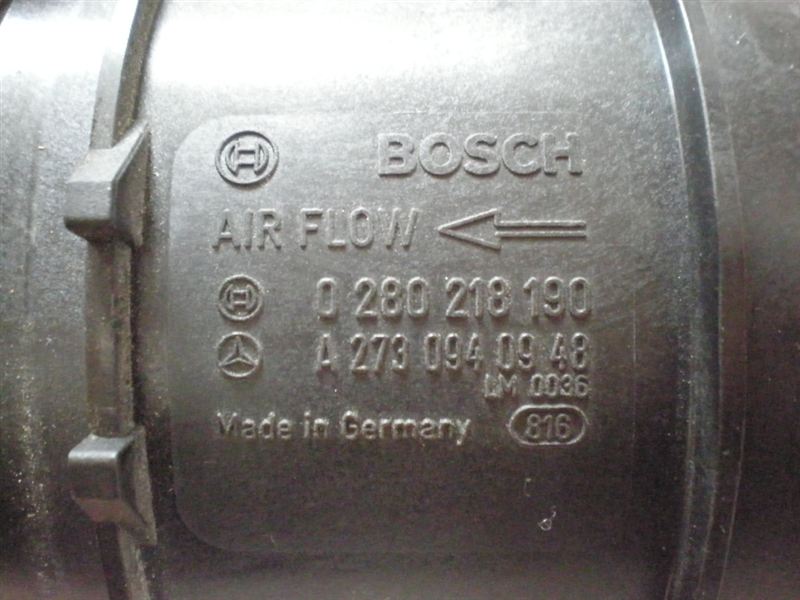 BOSCH
AIR FLOW
0 280 218 190
A 273 094 09 48
LM 0036
Made in Germany 816